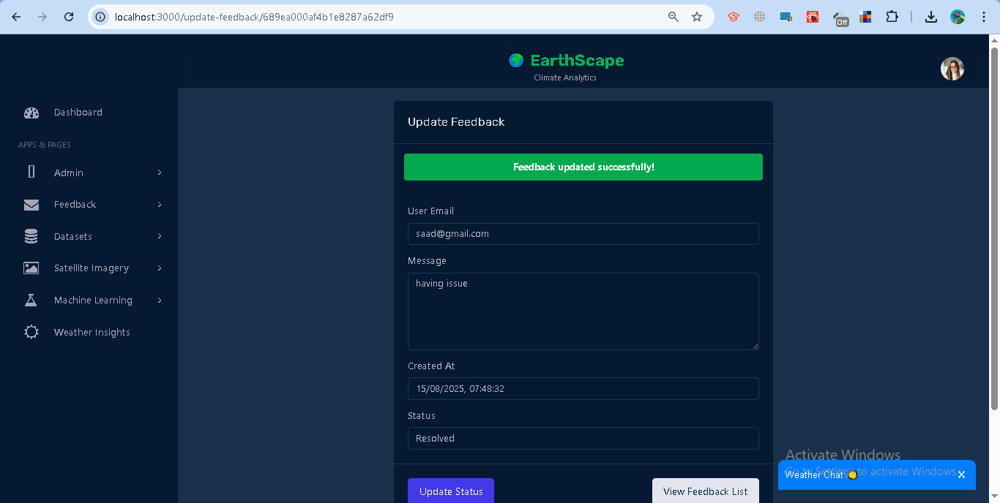 localhost:3000/update-feedback/689ea000af4b1e8287a62df9
Off
EarthScape
Climate Analytics
Dashboard
APPS & PAGES
Admin
Feedback
Datasets
Satellite Imagery
Machine Learning
Weather Insights
Update Feedback
Feedback updated successfully!
User Email
saad@gmail.com
Message
having issue
Created At
15/08/2025, 07:48:32
Status
Resolved
Update Status
View Feedback List
Activate Windows
Go to Settings to activate Windows.
Weather Chat